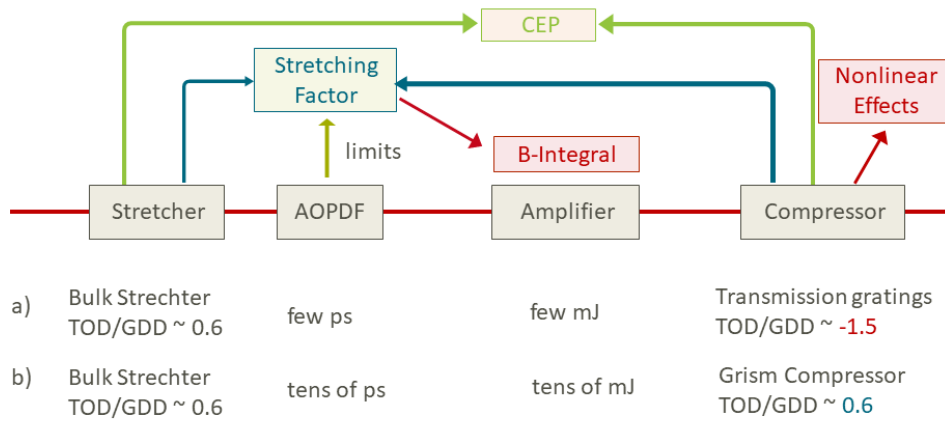 CEP
Stretching
Factor
Nonlinear
Effects
limits
B-Integral
Stretcher
AOPDF
Amplifier
Compressor
a)
Bulk Strechter
TOD/GDD ~ 0.6
few ps
few mJ
Transmission gratings
TOD/GDD ~ -1.5
b)
Bulk Strechter
TOD/GDD ~ 0.6
tens of ps
tens of mJ
Grism Compressor
TOD/GDD ~ 0.6